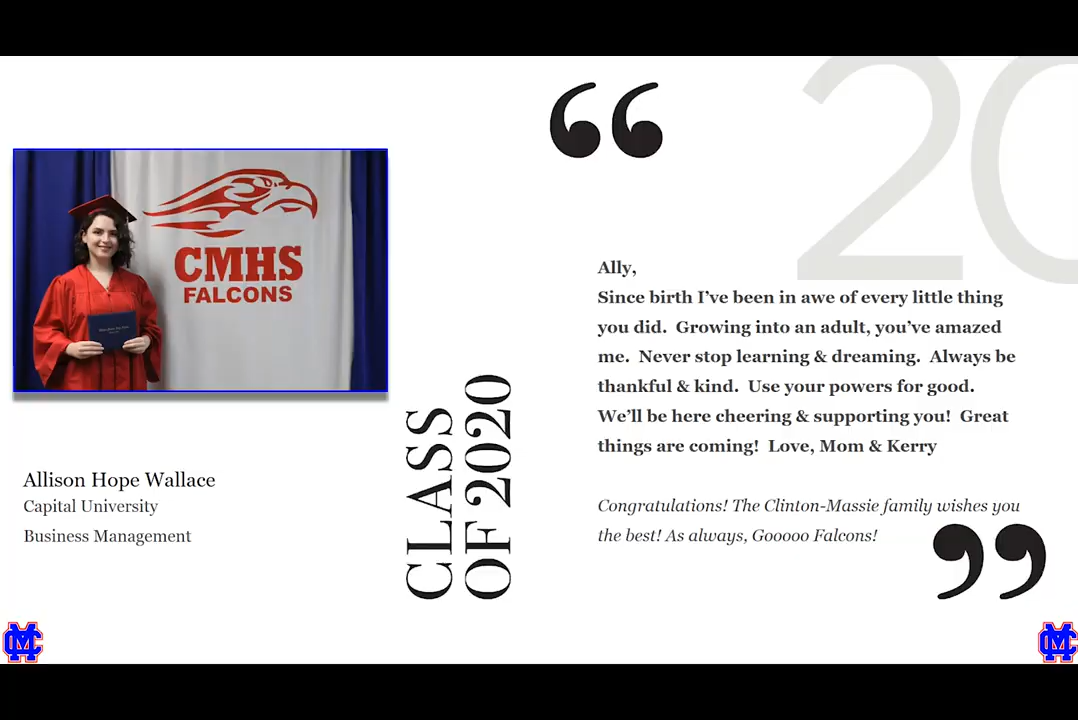 CMHS
FALCONS
Allison Hope Wallace
Capital University
Business Management
CLASS
OF 2020
20
“
Ally,
Since birth I’ve been in awe of every little thing
you did.  Growing into an adult, you’ve amazed
me.  Never stop learning & dreaming.  Always be
thankful & kind.  Use your powers for good.
We’ll be here cheering & supporting you!  Great
things are coming!  Love, Mom & Kerry
Congratulations! The Clinton-Massie family wishes you
the best! As always, Gooooo Falcons!
”
CM
CM